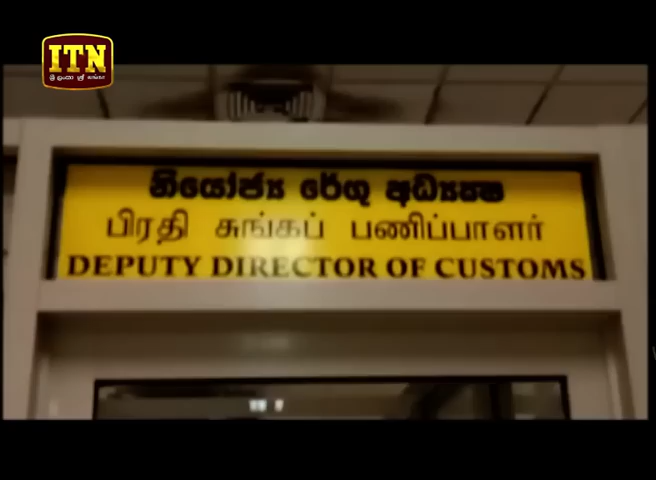 ITN
නියෝජ්‍ය රේගු අධ්‍යක්ෂ
பிரதி சுங்கப் பணிப்பாளர்
DEPUTY DIRECTOR OF CUSTOMS